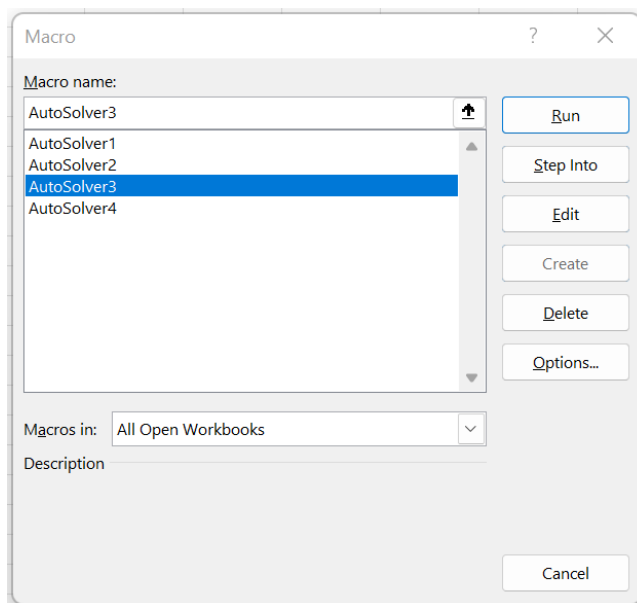 Macro
?
Macro name:
AutoSolver3
Run
AutoSolver1
AutoSolver2
AutoSolver3
AutoSolver4
Step Into
Edit
Create
Delete
Options...
Macros in:
All Open Workbooks
Description
Cancel